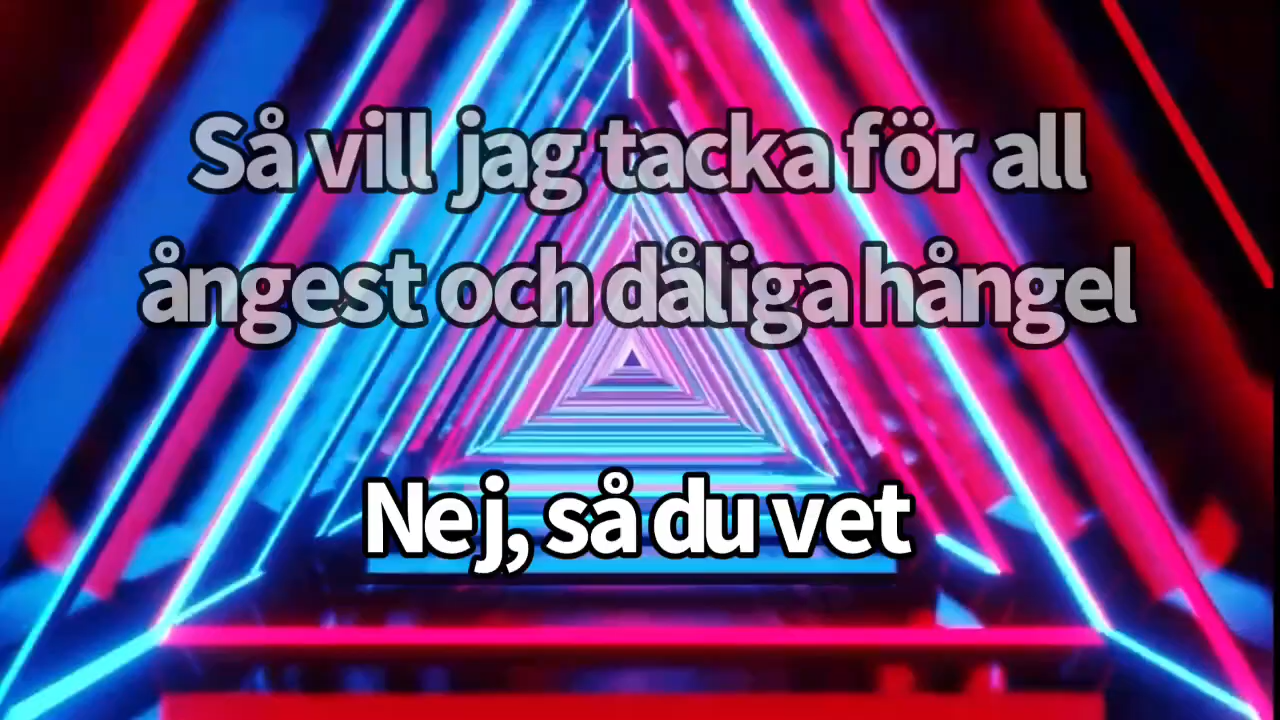 Så vill jag tacka för all
ångest och dåliga hångel
Nej, så du vet